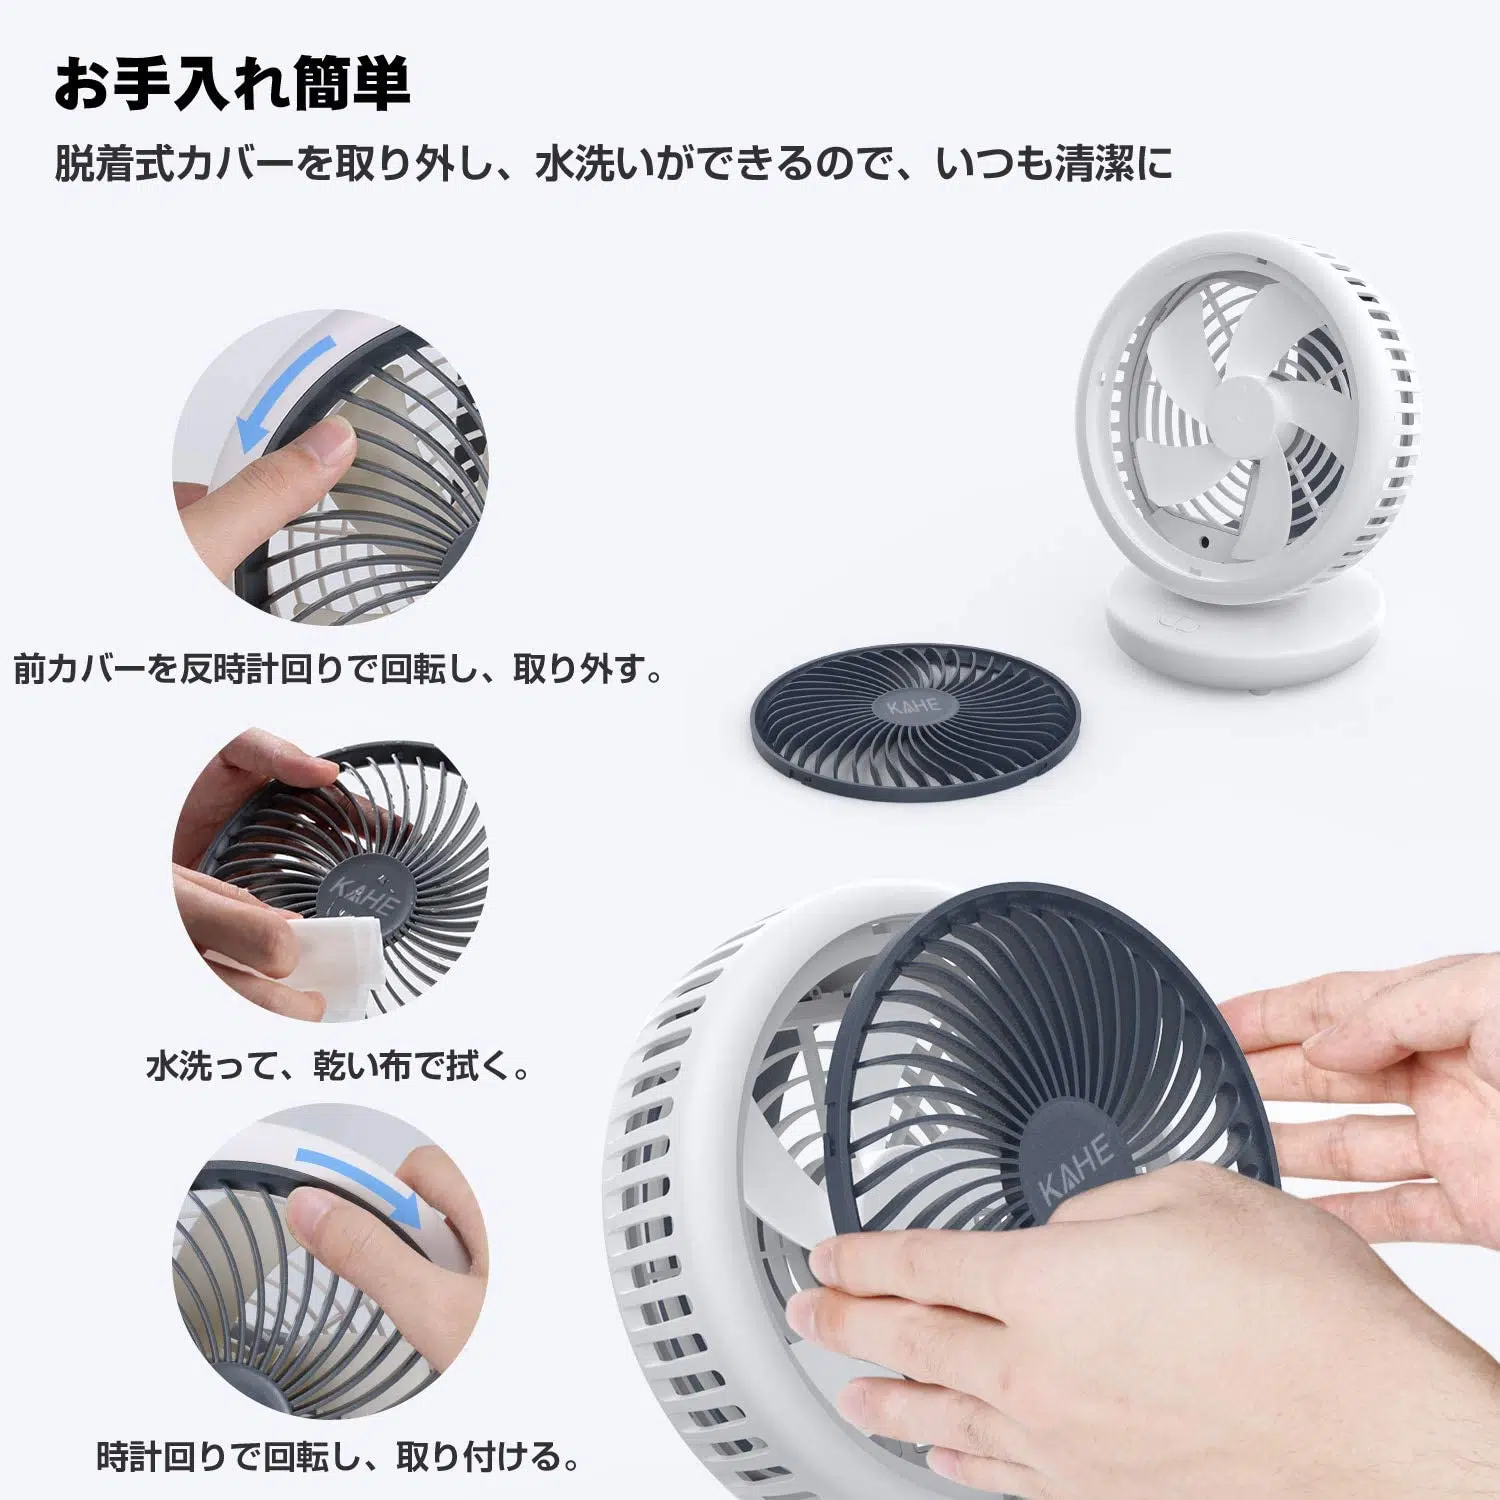 お手入れ簡単
脱着式カバーを取り外し、水洗いができるので、いつも清潔に
前カバーを反時計回りで回転し、取り外す。
KAHE
KAHE
水洗って、乾い布で拭く。
KAHE
時計回りで回転し、取り付ける。